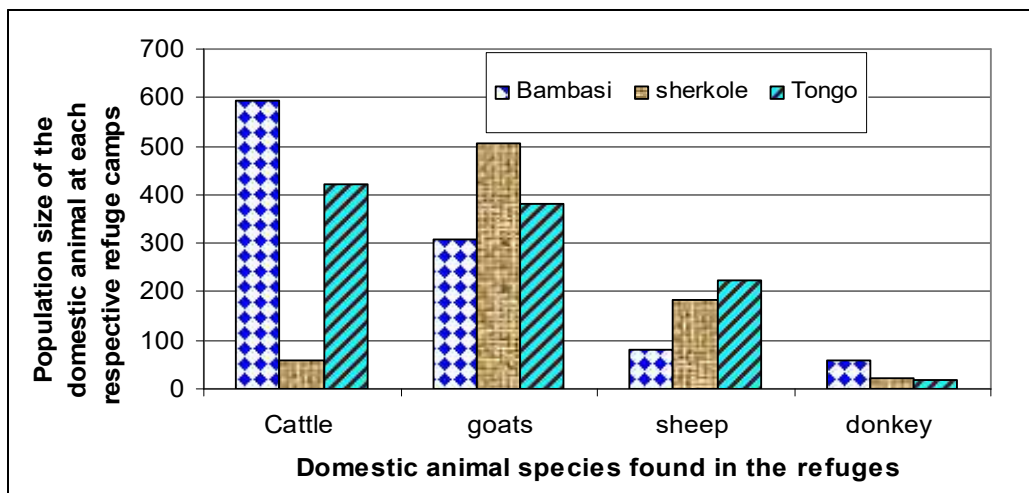 Population size of the
domestic animal at each
respective refuge camps
700
600
500
400
300
200
100
0
Bambasi sherkole Tongo
Cattle goats sheep donkey
Domestic animal species found in the refuges